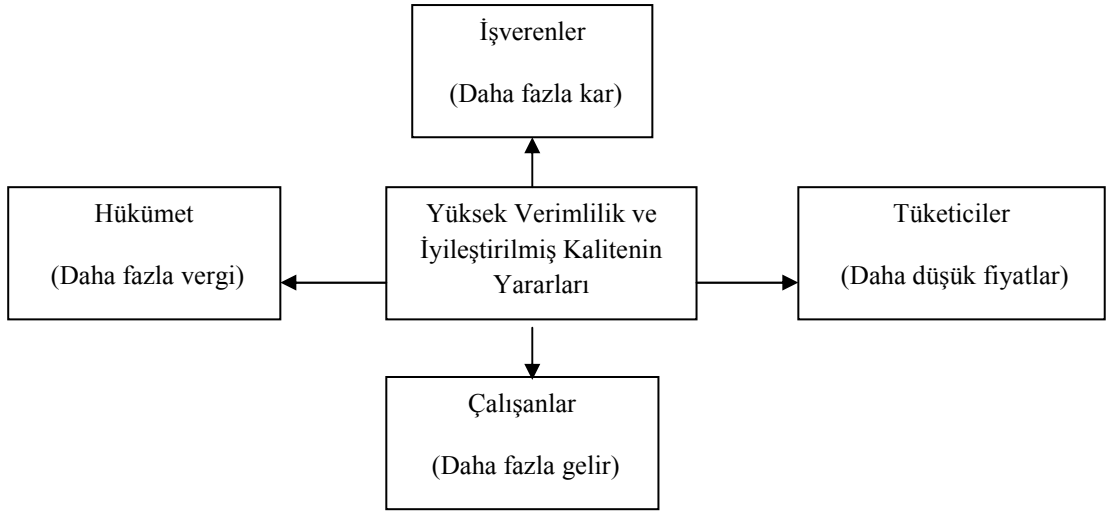 İşverenler
(Daha fazla kar)
Hükümet
(Daha fazla vergi)
Yüksek Verimlilik ve
İyileştirilmiş Kalitenin
Yararları
Tüketiciler
(Daha düşük fiyatlar)
Çalışanlar
(Daha fazla gelir)